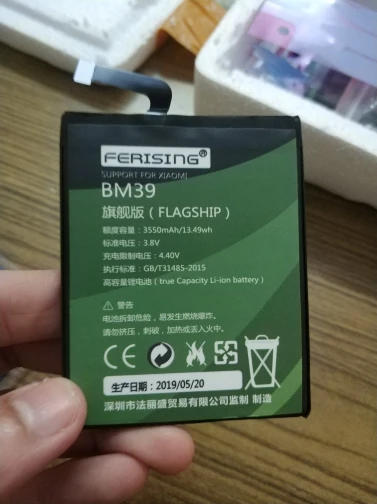 FERISING®
SUPPORT FOR XIAOMI
BM39
旗舰版（FLAGSHIP）
额度容量：3550mAh/13.49wh
标准电压：3.8V
充电限制电压：4.40V
执行标准：GB/T31485-2015
高容量锂电池（true Capacity Li-ion battery）
⚠ 警告
电池拆卸危险，易发生燃烧爆炸。
请勿挤压，刺破，加热或丢入火中。
CE
生产日期：2019/05/20
深圳市法丽盛贸易有限公司监制 制造